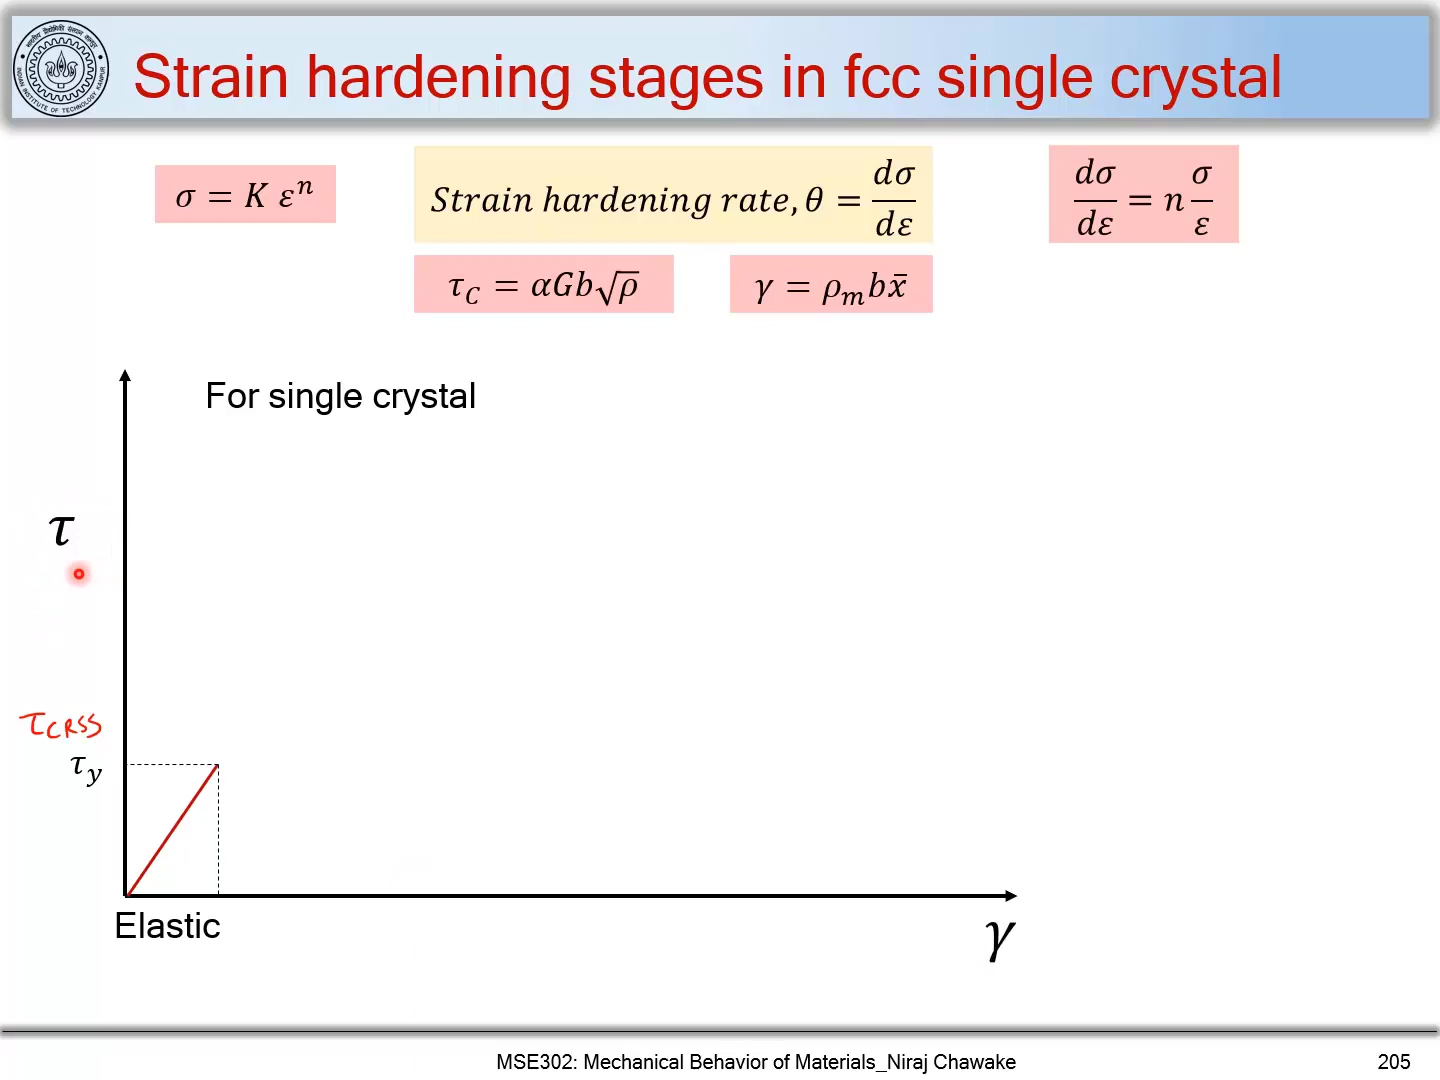 Strain hardening stages in fcc single crystal
σ = K εⁿ
Strain hardening rate, θ = dσ/dε
dσ/dε = n σ/ε
τ_C = αGb√ρ
γ = ρ_m b x̄
For single crystal
τ
τ_CRSS
τ_y
Elastic
γ
MSE302: Mechanical Behavior of Materials_Niraj Chawake
205